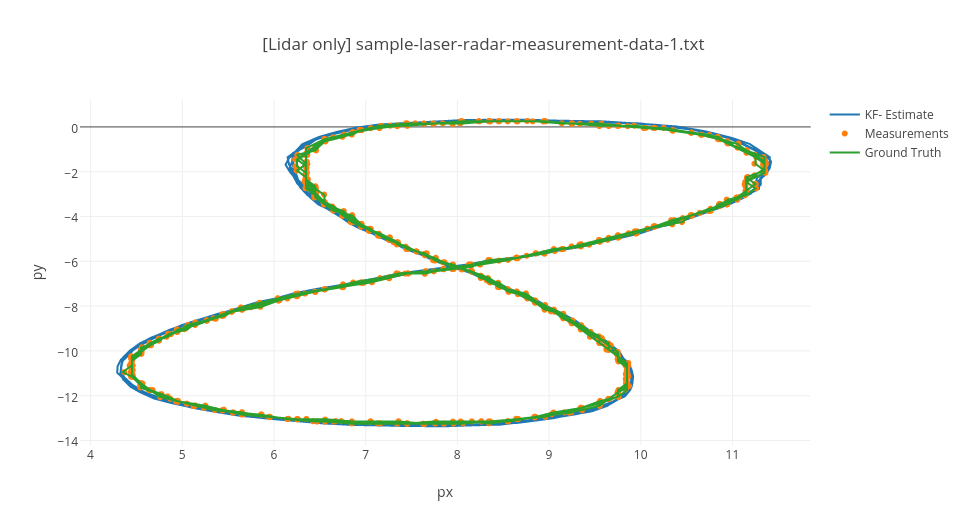 [Lidar only] sample-laser-radar-measurement-data-1.txt
KF- Estimate
Measurements
Ground Truth
0
−2
−4
−6
−8
−10
−12
−14
py
4 5 6 7 8 9 10 11
px